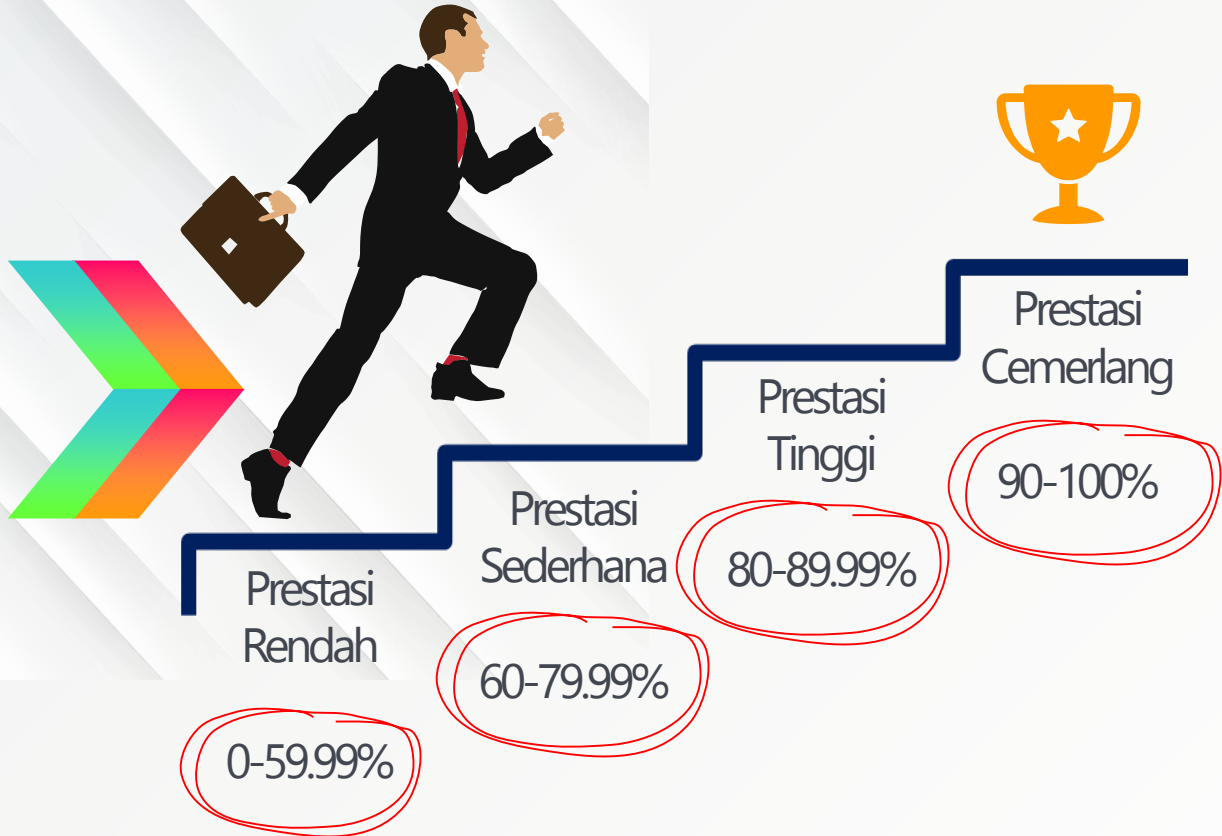 Prestasi
Rendah
0-59.99%
Prestasi
Sederhana
60-79.99%
Prestasi
Tinggi
80-89.99%
Prestasi
Cemerlang
90-100%